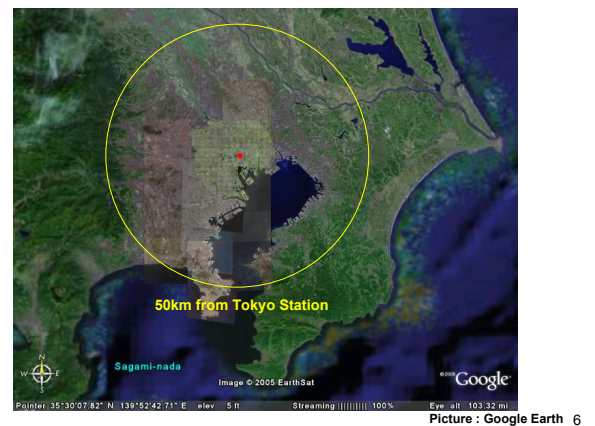 50km from Tokyo Station
N
W E
S
Sagami-nada
Image © 2005 EarthSat
© 2005 Google
Pointer 35°30'07.82" N 139°52'42.71" E elev 5 ft Streaming |||||||||| 100% Eye alt 103.32 mi
Picture : Google Earth 6